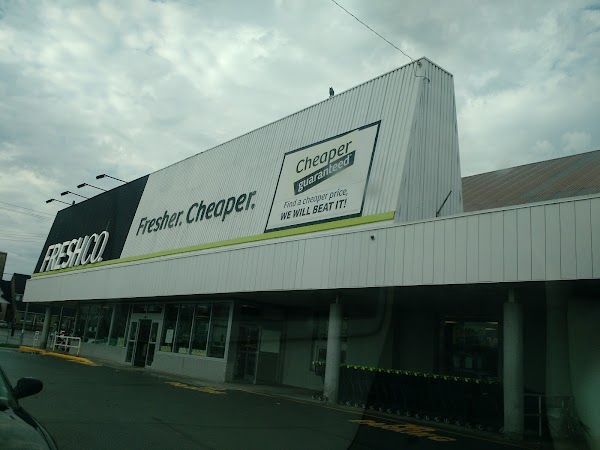 FRESHCO.
Fresher. Cheaper.
Cheaper
guaranteed
Find a cheaper price,
WE WILL BEAT IT!